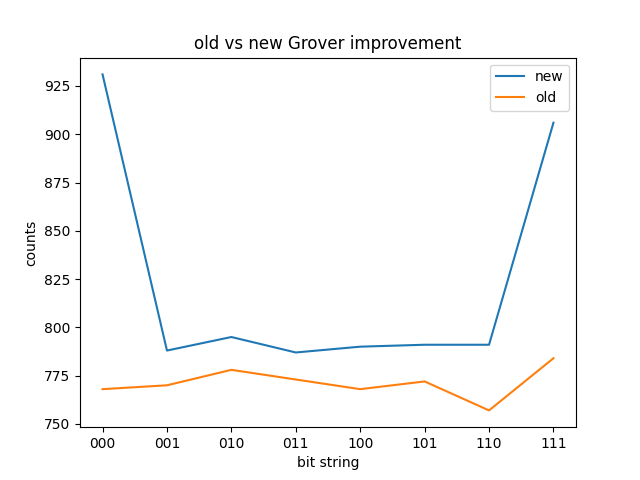 old vs new Grover improvement
new
old
925
900
875
850
825
800
775
750
counts
000 001 010 011 100 101 110 111
bit string